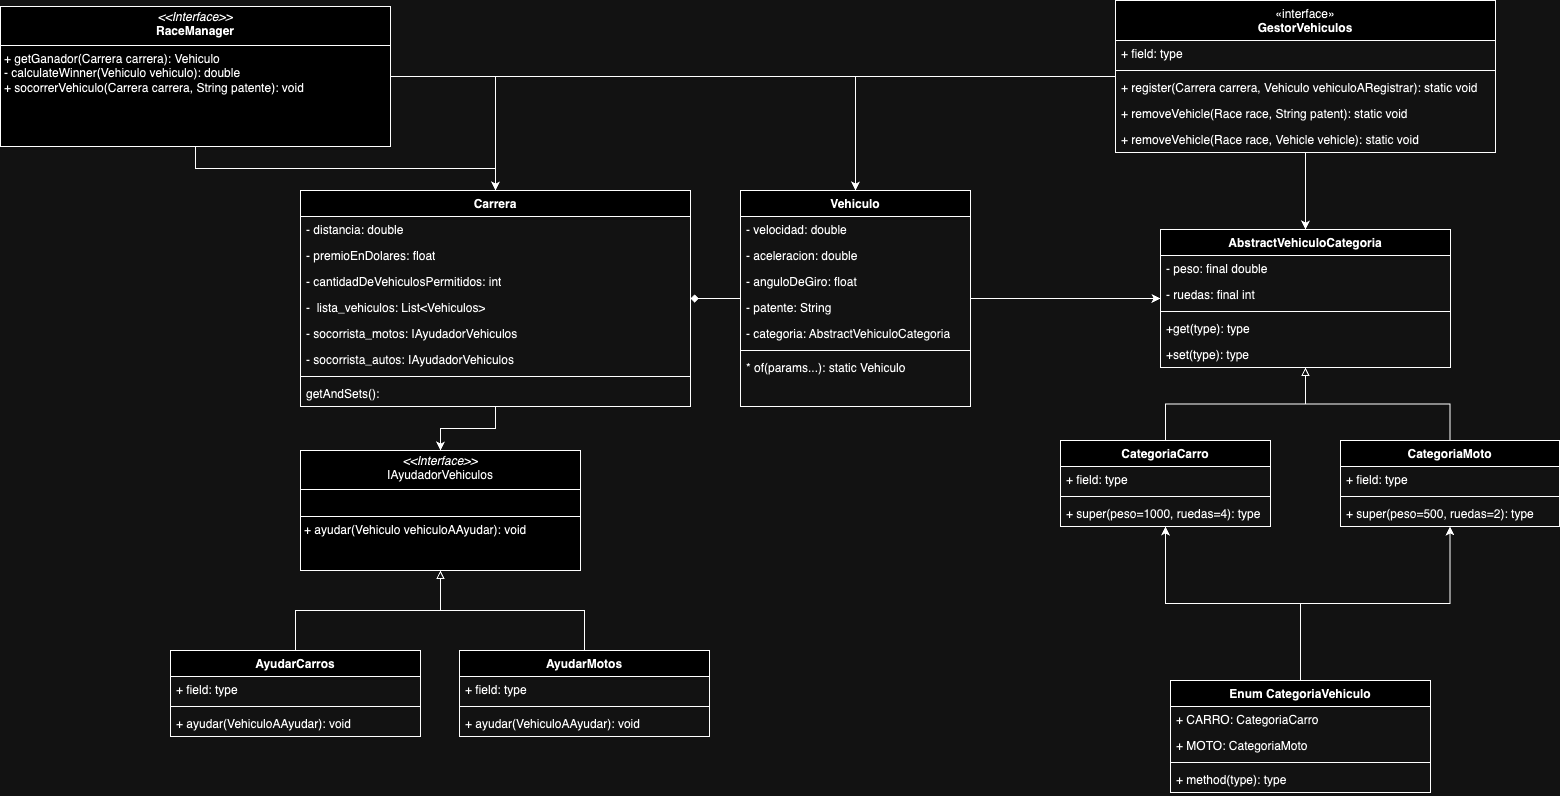 <<Interface>>
RaceManager
+ getGanador(Carrera carrera): Vehiculo
- calculateWinner(Vehiculo vehiculo): double
+ socorrerVehiculo(Carrera carrera, String patente): void
«interface»
GestorVehiculos
+ field: type
+ register(Carrera carrera, Vehiculo vehiculoARegistrar): static void
+ removeVehicle(Race race, String patent): static void
+ removeVehicle(Race race, Vehicle vehicle): static void
Carrera
- distancia: double
- premioEnDolares: float
- cantidadDeVehiculosPermitidos: int
- lista_vehiculos: List<Vehiculos>
- socorrista_motos: IAyudadorVehiculos
- socorrista_autos: IAyudadorVehiculos
getAndSets():
Vehiculo
- velocidad: double
- aceleracion: double
- anguloDeGiro: float
- patente: String
- categoria: AbstractVehiculoCategoria
* of(params...): static Vehiculo
AbstractVehiculoCategoria
- peso: final double
- ruedas: final int
+get(type): type
+set(type): type
<<Interface>>
IAyudadorVehiculos
+ ayudar(Vehiculo vehiculoAAyudar): void
CategoriaCarro
+ field: type
+ super(peso=1000, ruedas=4): type
CategoriaMoto
+ field: type
+ super(peso=500, ruedas=2): type
AyudarCarros
+ field: type
+ ayudar(VehiculoAAyudar): void
AyudarMotos
+ field: type
+ ayudar(VehiculoAAyudar): void
Enum CategoriaVehiculo
+ CARRO: CategoriaCarro
+ MOTO: CategoriaMoto
+ method(type): type